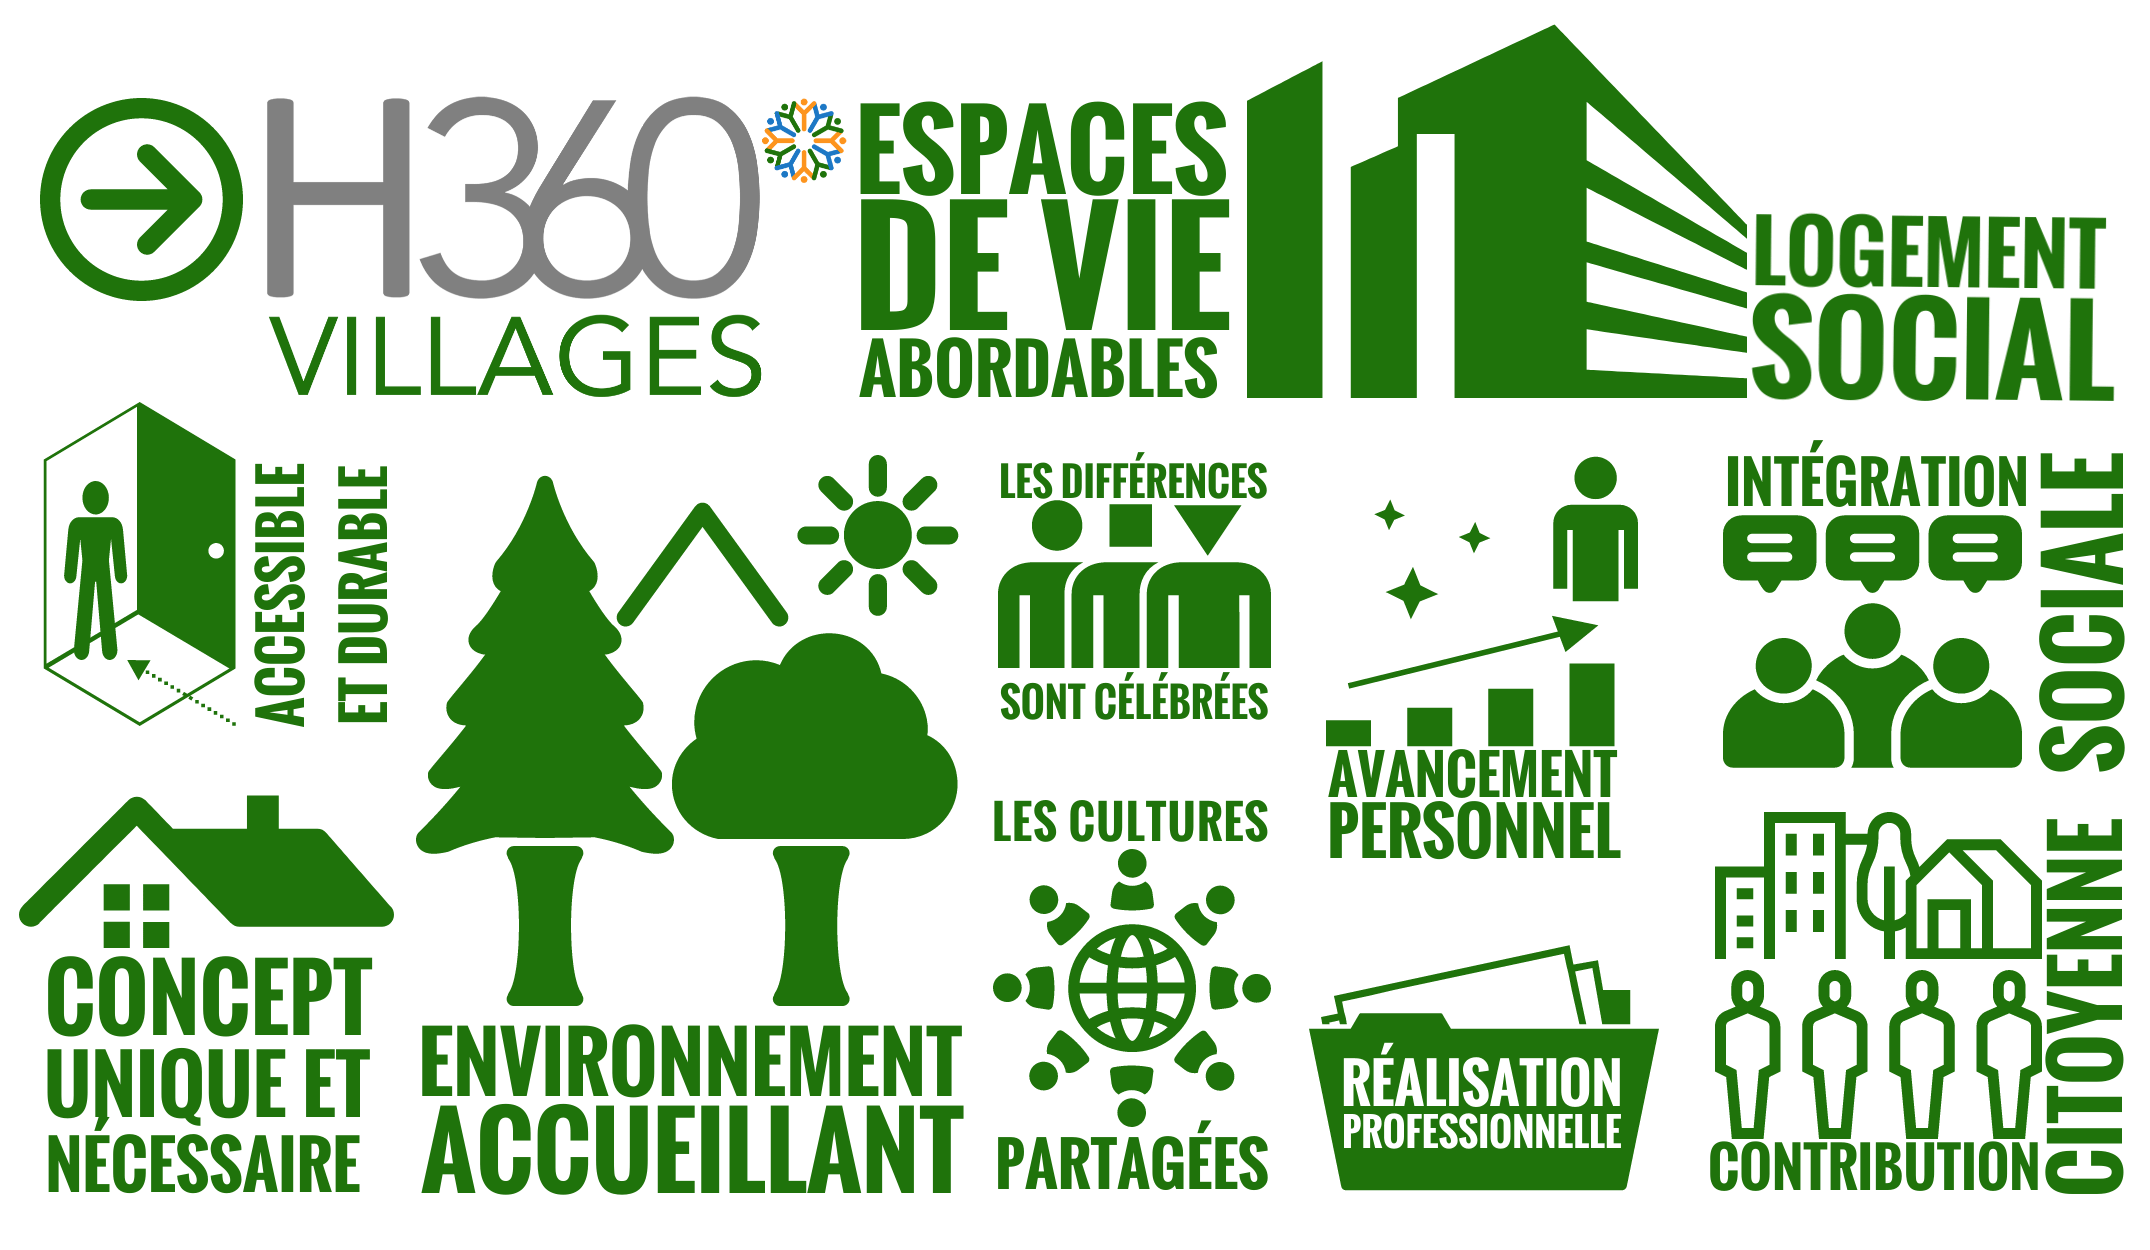 H360
VILLAGES
ESPACES
DE VIE
ABORDABLES
LOGEMENT
SOCIAL
ACCESSIBLE
ET DURABLE
CONCEPT
UNIQUE ET
NÉCESSAIRE
ENVIRONNEMENT
ACCUEILLANT
LES DIFFÉRENCES
SONT CÉLÉBRÉES
LES CULTURES
PARTAGÉES
AVANCEMENT
PERSONNEL
RÉALISATION
PROFESSIONNELLE
INTÉGRATION
SOCIALE
CONTRIBUTION
CITOYENNE